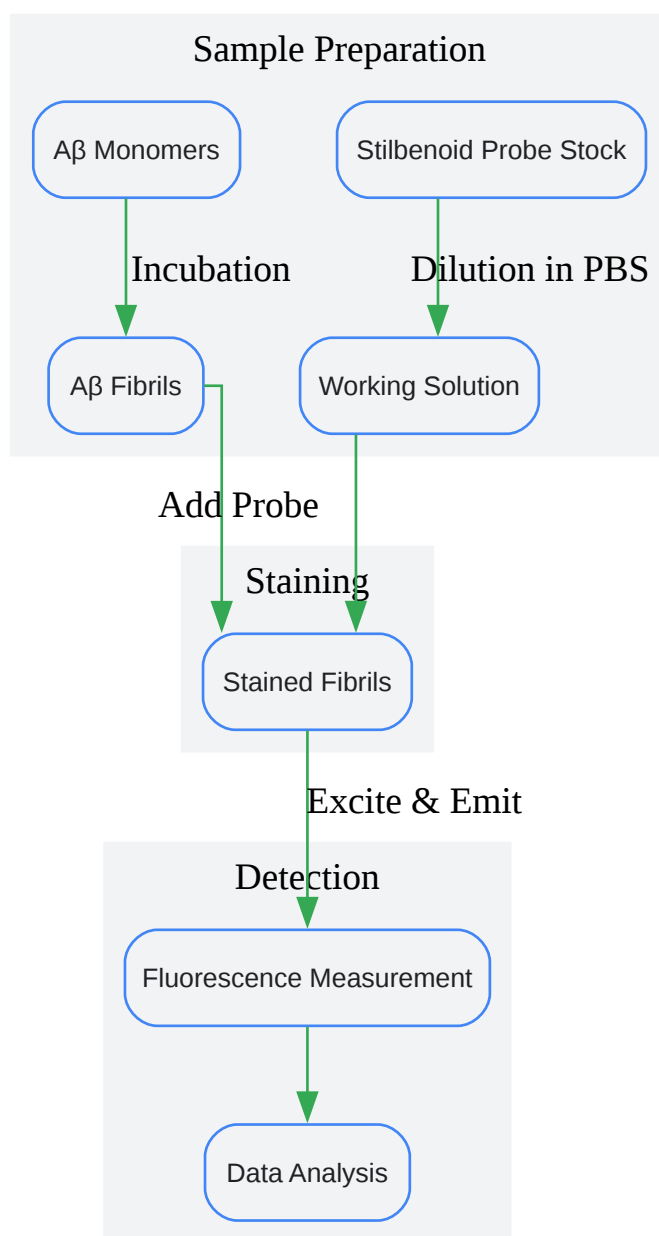 Sample Preparation
Aβ Monomers
Stilbenoid Probe Stock
Incubation
Dilution in PBS
Aβ Fibrils
Working Solution
Add Probe
Staining
Stained Fibrils
Excite & Emit
Detection
Fluorescence Measurement
Data Analysis